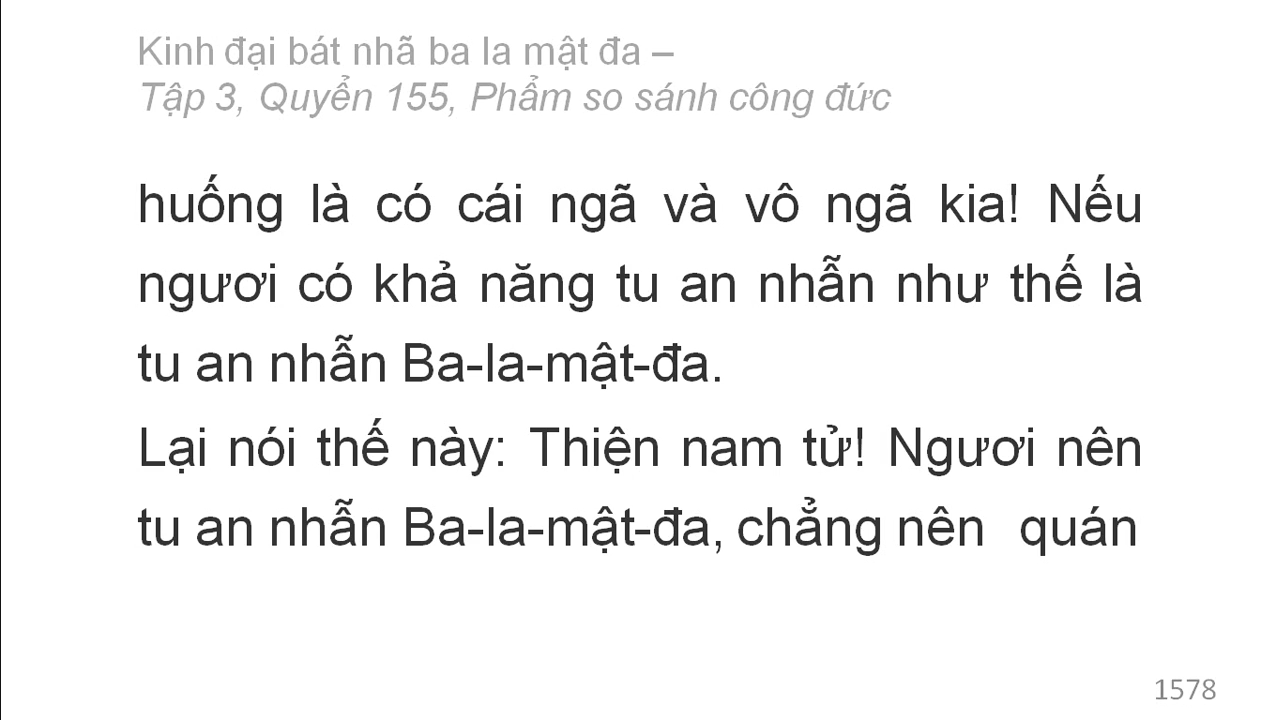 Kinh đại bát nhã ba la mật đa –
Tập 3, Quyển 155, Phẩm so sánh công đức
huống là có cái ngã và vô ngã kia! Nếu
ngươi có khả năng tu an nhẫn như thế là
tu an nhẫn Ba-la-mật-đa.
Lại nói thế này: Thiện nam tử! Ngươi nên
tu an nhẫn Ba-la-mật-đa, chẳng nên quán
1578